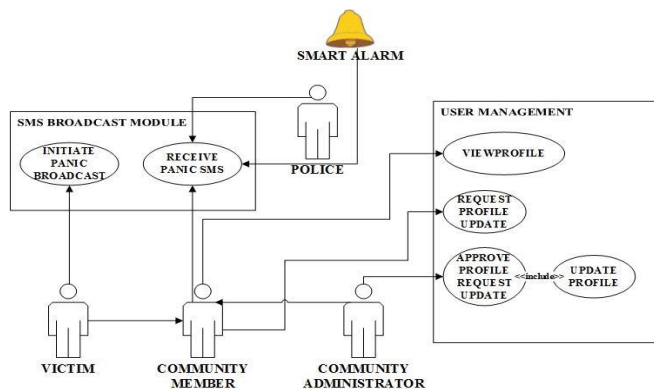 SMART ALARM
SMS BROADCAST MODULE
INITIATE
PANIC
BROADCAST
RECEIVE
PANIC SMS
POLICE
USER MANAGEMENT
VIEWPROFILE
REQUEST
PROFILE
UPDATE
APPROVE
PROFILE
REQUEST
UPDATE
<<include>>
UPDATE
PROFILE
VICTIM
COMMUNITY
MEMBER
COMMUNITY
ADMINISTRATOR